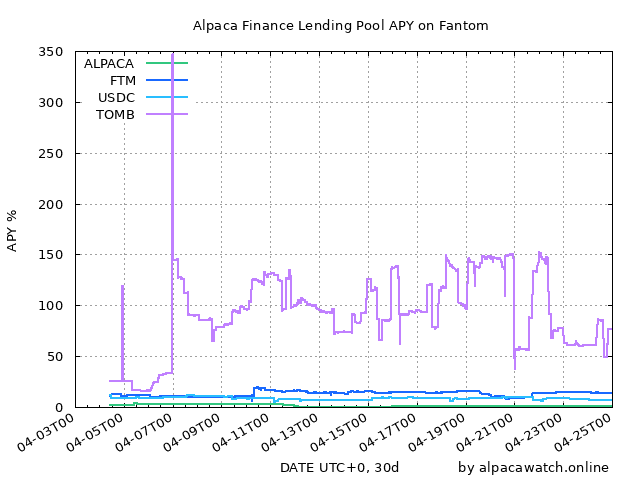 Alpaca Finance Lending Pool APY on Fantom
350
300
250
200
150
100
50
0
APY %
ALPACA
FTM
USDC
TOMB
04-03T00
04-05T00
04-07T00
04-09T00
04-11T00
04-13T00
04-15T00
04-17T00
04-19T00
04-21T00
04-23T00
04-25T00
DATE UTC+0, 30d
by alpacawatch.online